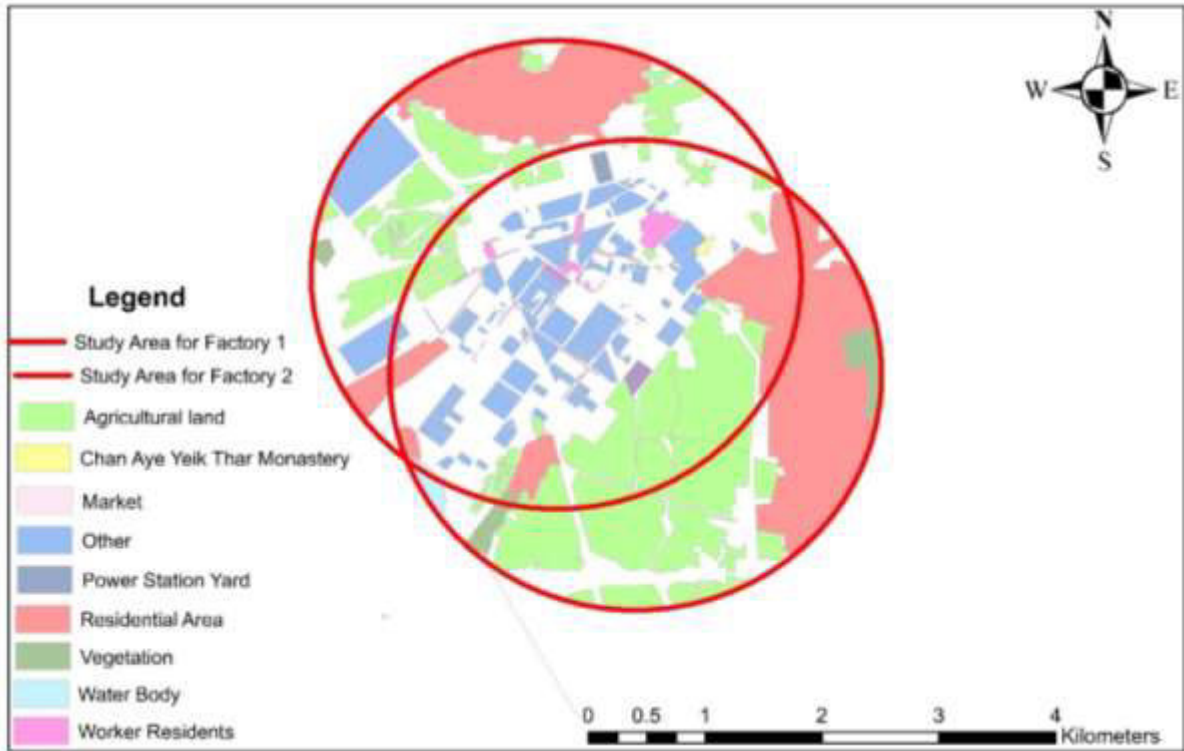 N
W E
S
Legend
Study Area for Factory 1
Study Area for Factory 2
Agricultural land
Chan Aye Yeik Thar Monastery
Market
Other
Power Station Yard
Residential Area
Vegetation
Water Body
Worker Residents
0 0.5 1 2 3 4
Kilometers